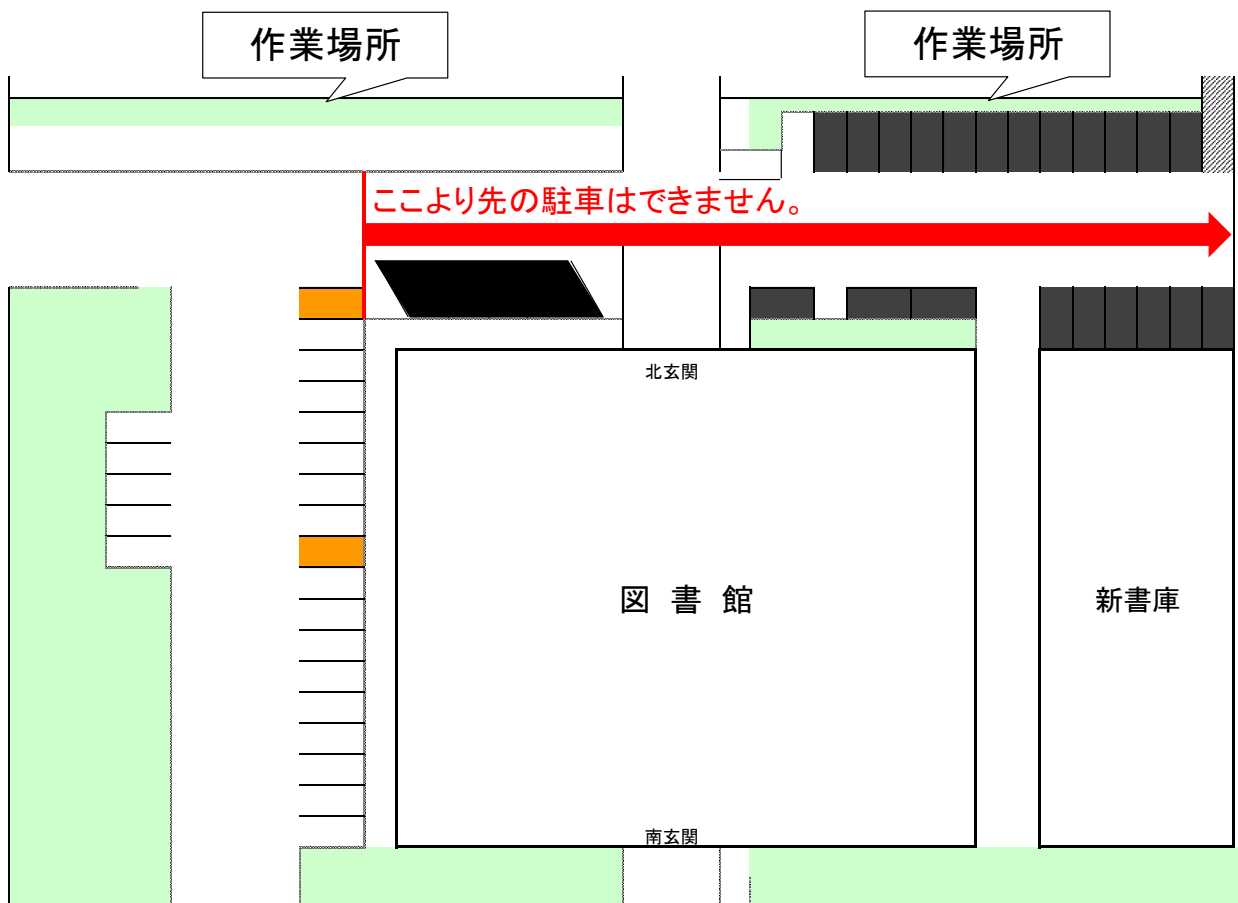 作業場所
作業場所
ここより先の駐車はできません。
北玄関
図書館
新書庫
南玄関